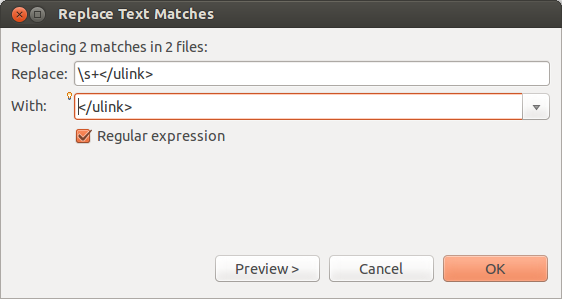 Replace Text Matches
Replacing 2 matches in 2 files:
Replace: \s+</ulink>
With: </ulink>
Regular expression
Preview > Cancel OK